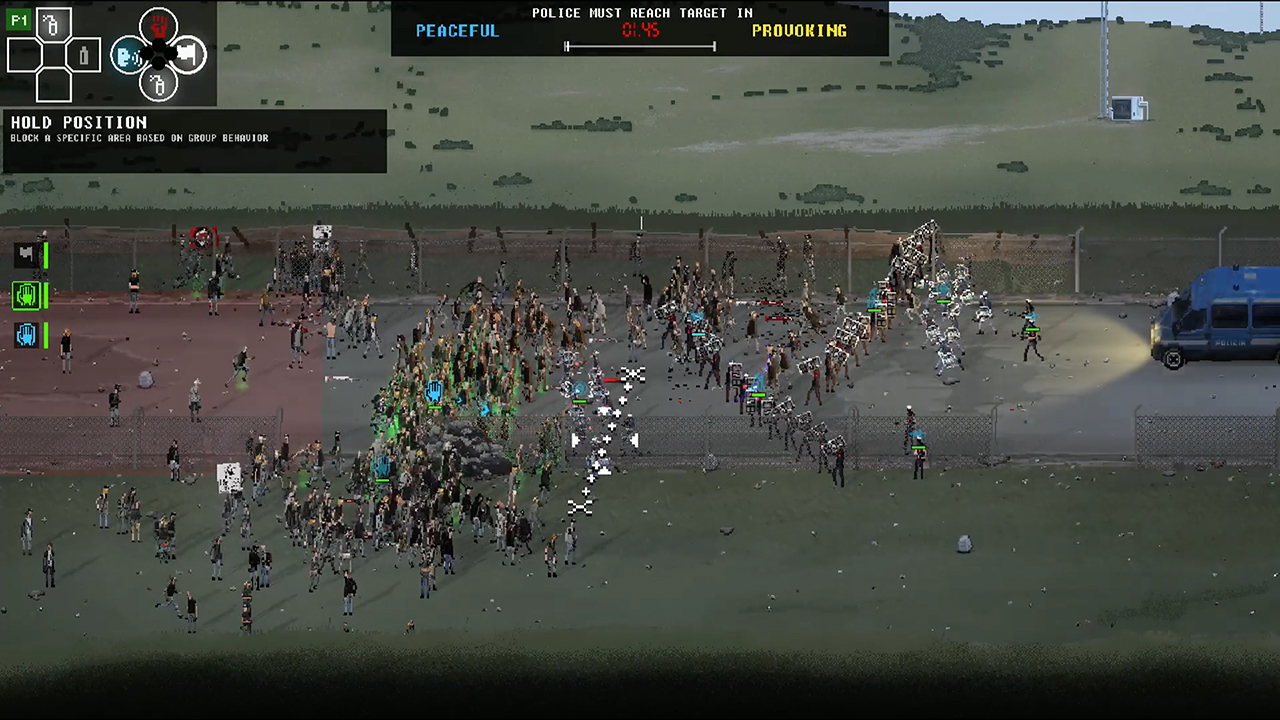 P1
POLICE MUST REACH TARGET IN
PEACEFUL 01:45 PROVOKING
HOLD POSITION
BLOCK A SPECIFIC AREA BASED ON GROUP BEHAVIOR
POLIZIA